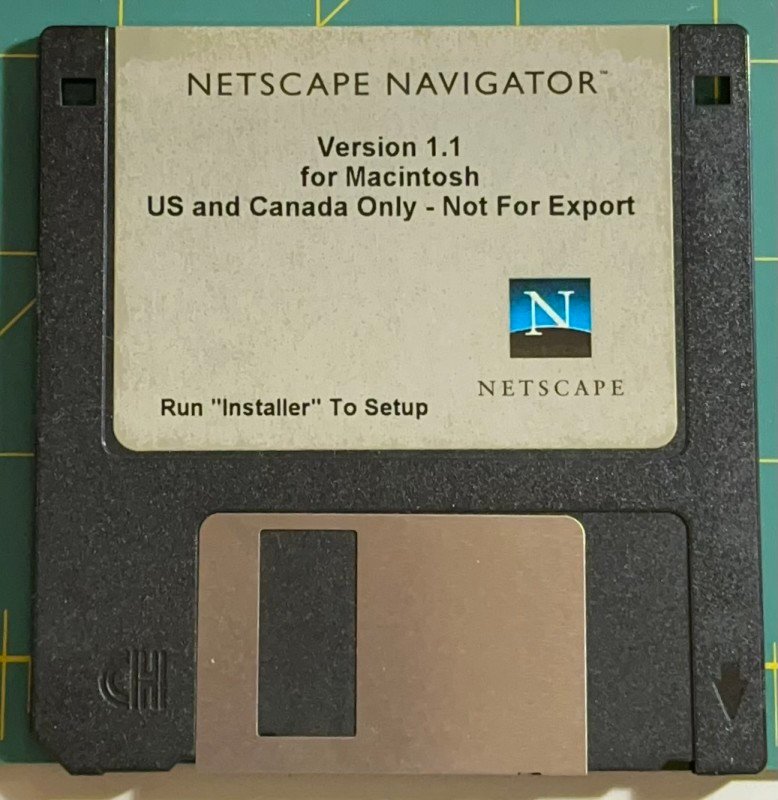 NETSCAPE NAVIGATOR™
Version 1.1
for Macintosh
US and Canada Only - Not For Export
N
NETSCAPE
Run "Installer" To Setup
HD